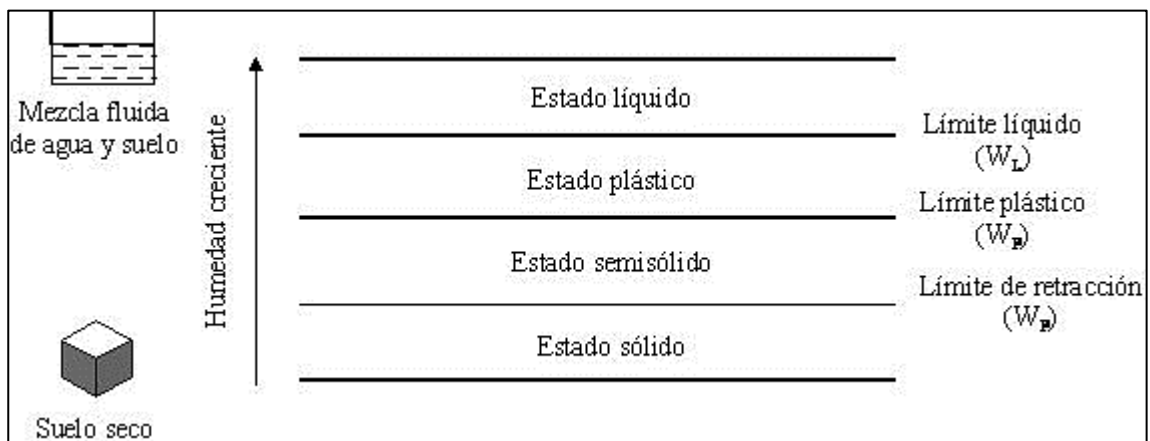 Mezcla fluida
de agua y suelo
Humedad creciente
Estado líquido
Límite líquido
(W_L)
Estado plástico
Límite plástico
(W_P)
Estado semisólido
Límite de retracción
(W_P)
Estado sólido
Suelo seco